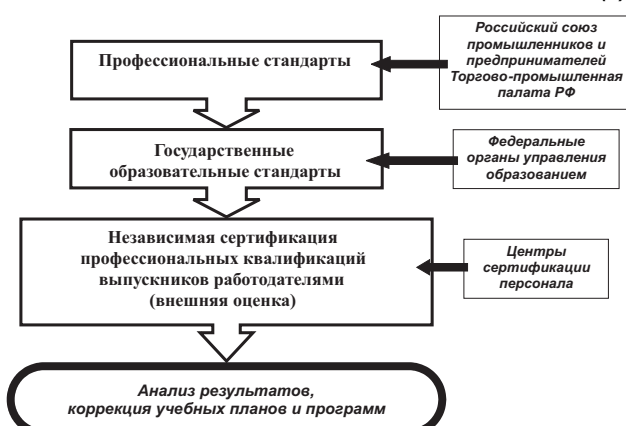 Профессиональные стандарты
Российский союз
промышленников и
предпринимателей
Торгово-промышленная
палата РФ
Государственные
образовательные стандарты
Федеральные
органы управления
образованием
Независимая сертификация
профессиональных квалификаций
выпускников работодателями
(внешняя оценка)
Центры
сертификации
персонала
Анализ результатов,
коррекция учебных планов и программ